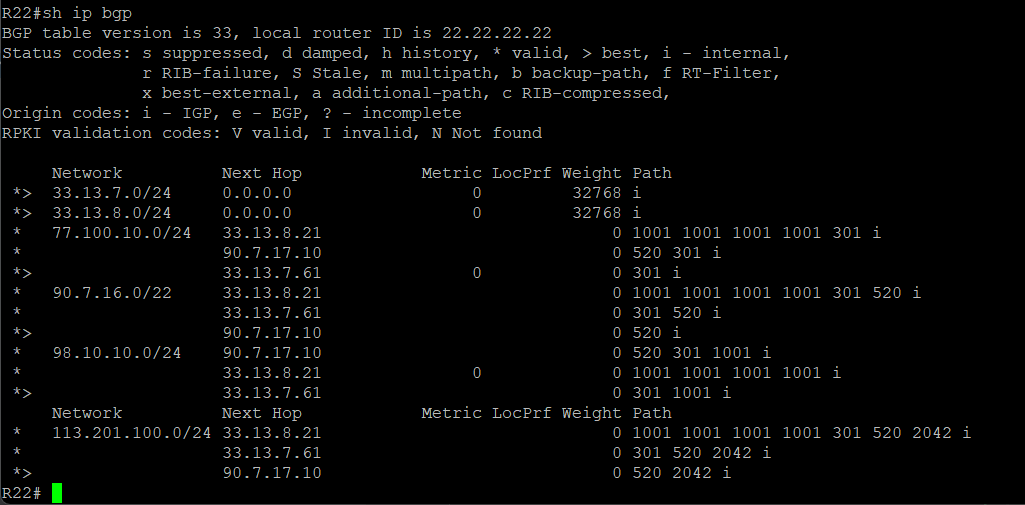 R22#sh ip bgp
BGP table version is 33, local router ID is 22.22.22.22
Status codes: s suppressed, d damped, h history, * valid, > best, i - internal,
              r RIB-failure, S Stale, m multipath, b backup-path, f RT-Filter,
              x best-external, a additional-path, c RIB-compressed,
Origin codes: i - IGP, e - EGP, ? - incomplete
RPKI validation codes: V valid, I invalid, N Not found

     Network          Next Hop            Metric LocPrf Weight Path
 *>  33.13.7.0/24     0.0.0.0                  0         32768 i
 *>  33.13.8.0/24     0.0.0.0                  0         32768 i
 *   77.100.10.0/24   33.13.8.21                             0 1001 1001 1001 1001 301 i
 *                    90.7.17.10                             0 520 301 i
 *>                   33.13.7.61               0             0 301 i
 *   90.7.16.0/22     33.13.8.21                             0 1001 1001 1001 1001 301 520 i
 *                    33.13.7.61                             0 301 520 i
 *>                   90.7.17.10                             0 520 i
 *   98.10.10.0/24    90.7.17.10                             0 520 301 1001 i
 *                    33.13.8.21               0             0 1001 1001 1001 1001 i
 *>                   33.13.7.61                             0 301 1001 i
     Network          Next Hop            Metric LocPrf Weight Path
 *   113.201.100.0/24 33.13.8.21                             0 1001 1001 1001 1001 301 520 2042 i
 *                    33.13.7.61                             0 301 520 2042 i
 *>                   90.7.17.10                             0 520 2042 i
R22#